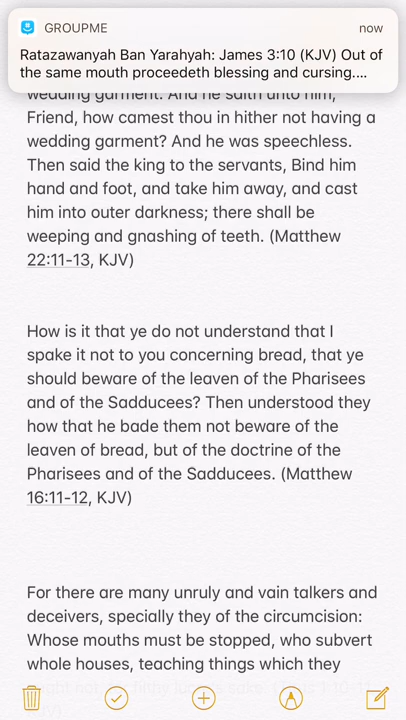 GROUPME
now
Ratazawanyah Ban Yarahyah: James 3:10 (KJV) Out of
the same mouth proceedeth blessing and cursing....
wedding garment: And he saith unto him,
Friend, how camest thou in hither not having a
wedding garment? And he was speechless.
Then said the king to the servants, Bind him
hand and foot, and take him away, and cast
him into outer darkness; there shall be
weeping and gnashing of teeth. (Matthew
22:11-13, KJV)
How is it that ye do not understand that I
spake it not to you concerning bread, that ye
should beware of the leaven of the Pharisees
and of the Sadducees? Then understood they
how that he bade them not beware of the
leaven of bread, but of the doctrine of the
Pharisees and of the Sadducees. (Matthew
16:11-12, KJV)
For there are many unruly and vain talkers and
deceivers, specially they of the circumcision:
Whose mouths must be stopped, who subvert
whole houses, teaching things which they